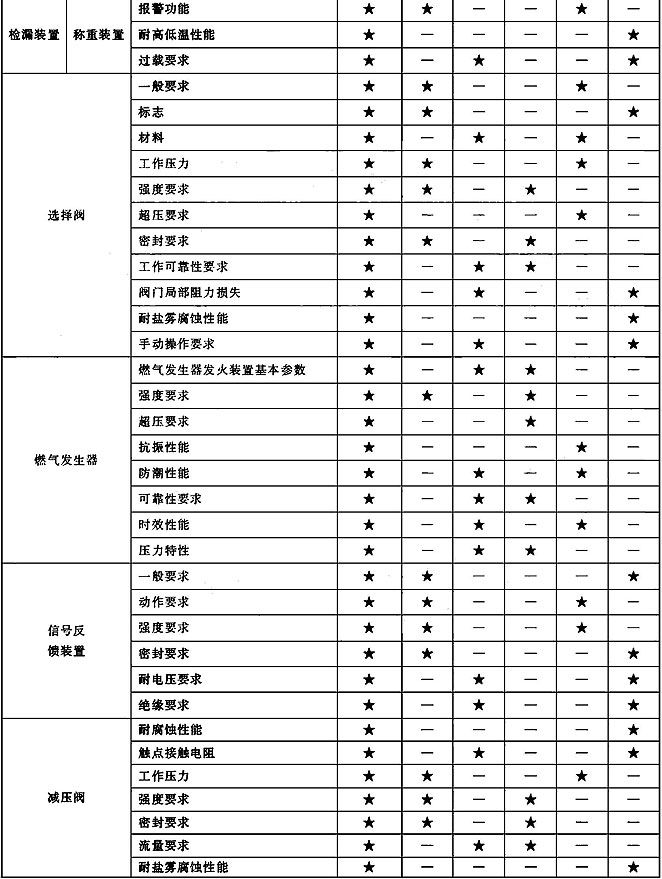 检漏装置 称重装置 报警功能 ★ ★ — — ★ —
耐高低温性能 ★ — — — — ★
过载要求 ★ — ★ — — ★
选择阀 一般要求 ★ ★ — — ★ —
标志 ★ ★ — — — ★
材料 ★ — ★ — ★ —
工作压力 ★ ★ — — ★ —
强度要求 ★ ★ — ★ — —
超压要求 ★ — — — ★ —
密封要求 ★ ★ — ★ — —
工作可靠性要求 ★ — ★ ★ — —
阀门局部阻力损失 ★ — ★ — — ★
耐盐雾腐蚀性能 ★ — — — — ★
手动操作要求 ★ — ★ — — ★
燃气发生器 燃气发生器发火装置基本参数 ★ — ★ ★ — —
强度要求 ★ ★ — ★ — —
超压要求 ★ — — ★ — —
抗振性能 ★ — — — ★ —
防潮性能 ★ — ★ — ★ —
可靠性要求 ★ — ★ ★ — —
时效性能 ★ — ★ — ★ —
压力特性 ★ — ★ ★ — —
信号反
馈装置 一般要求 ★ ★ — — — ★
动作要求 ★ ★ — — ★ —
强度要求 ★ ★ — — ★ —
密封要求 ★ ★ — — — ★
耐电压要求 ★ — ★ — — ★
绝缘要求 ★ — ★ — — ★
减压阀 耐腐蚀性能 ★ — — — — ★
触点接触电阻 ★ — ★ — — ★
工作压力 ★ ★ — — ★ —
强度要求 ★ ★ — ★ — —
密封要求 ★ ★ — ★ — —
流量要求 ★ — ★ ★ — —
耐盐雾腐蚀性能 ★ — — — — ★